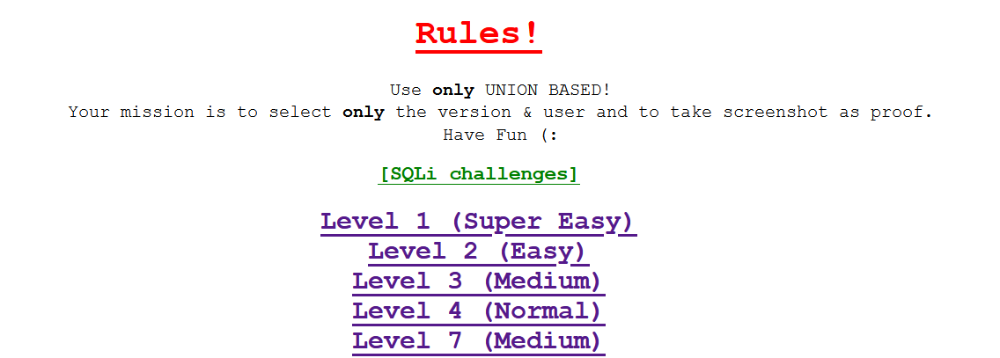 Rules!
Use only UNION BASED!
Your mission is to select only the version & user and to take screenshot as proof.
Have Fun (:
[SQLi challenges]
Level 1 (Super Easy)
Level 2 (Easy)
Level 3 (Medium)
Level 4 (Normal)
Level 7 (Medium)